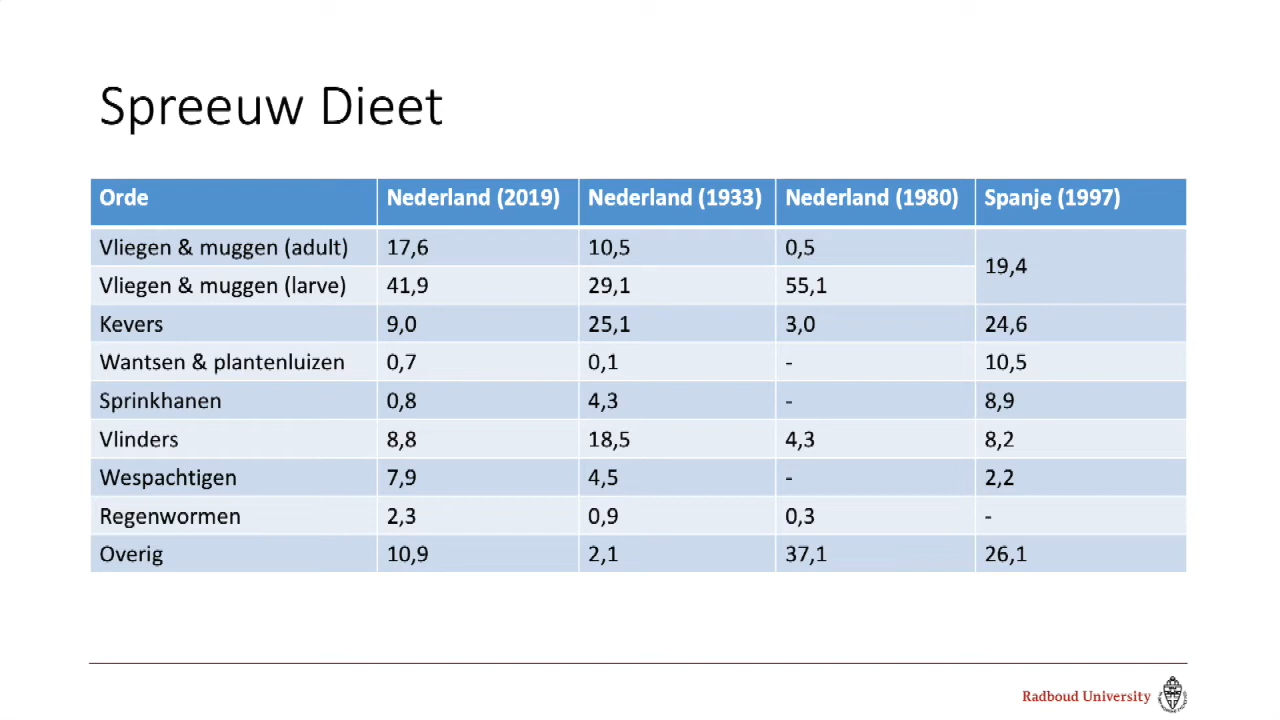 Spreeuw Dieet
Orde Nederland (2019) Nederland (1933) Nederland (1980) Spanje (1997)
Vliegen & muggen (adult) 17,6 10,5 0,5 19,4
Vliegen & muggen (larve) 41,9 29,1 55,1
Kevers 9,0 25,1 3,0 24,6
Wantsen & plantenluizen 0,7 0,1 - 10,5
Sprinkhanen 0,8 4,3 - 8,9
Vlinders 8,8 18,5 4,3 8,2
Wespachtigen 7,9 4,5 - 2,2
Regenwormen 2,3 0,9 0,3 -
Overig 10,9 2,1 37,1 26,1
Radboud University